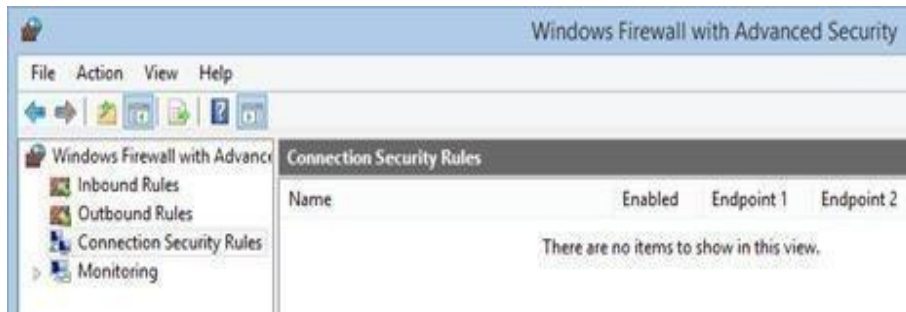 Windows Firewall with Advanced Security
File Action View Help
Windows Firewall with Advance
Connection Security Rules
Inbound Rules
Outbound Rules
Connection Security Rules
Monitoring
Name Enabled Endpoint 1 Endpoint 2
There are no items to show in this view.